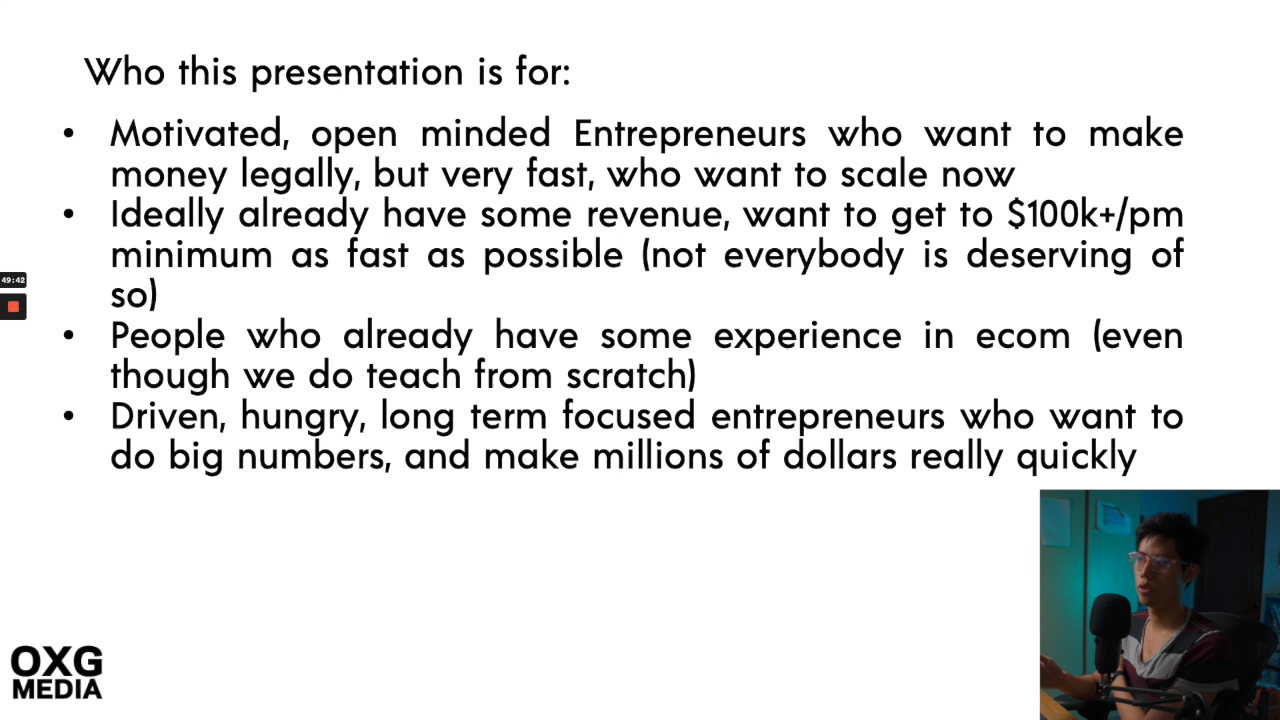 Who this presentation is for:
• Motivated, open minded Entrepreneurs who want to make
money legally, but very fast, who want to scale now
• Ideally already have some revenue, want to get to $100k+/pm
minimum as fast as possible (not everybody is deserving of
so)
• People who already have some experience in ecom (even
though we do teach from scratch)
• Driven, hungry, long term focused entrepreneurs who want to
do big numbers, and make millions of dollars really quickly
49:42
OXG
MEDIA